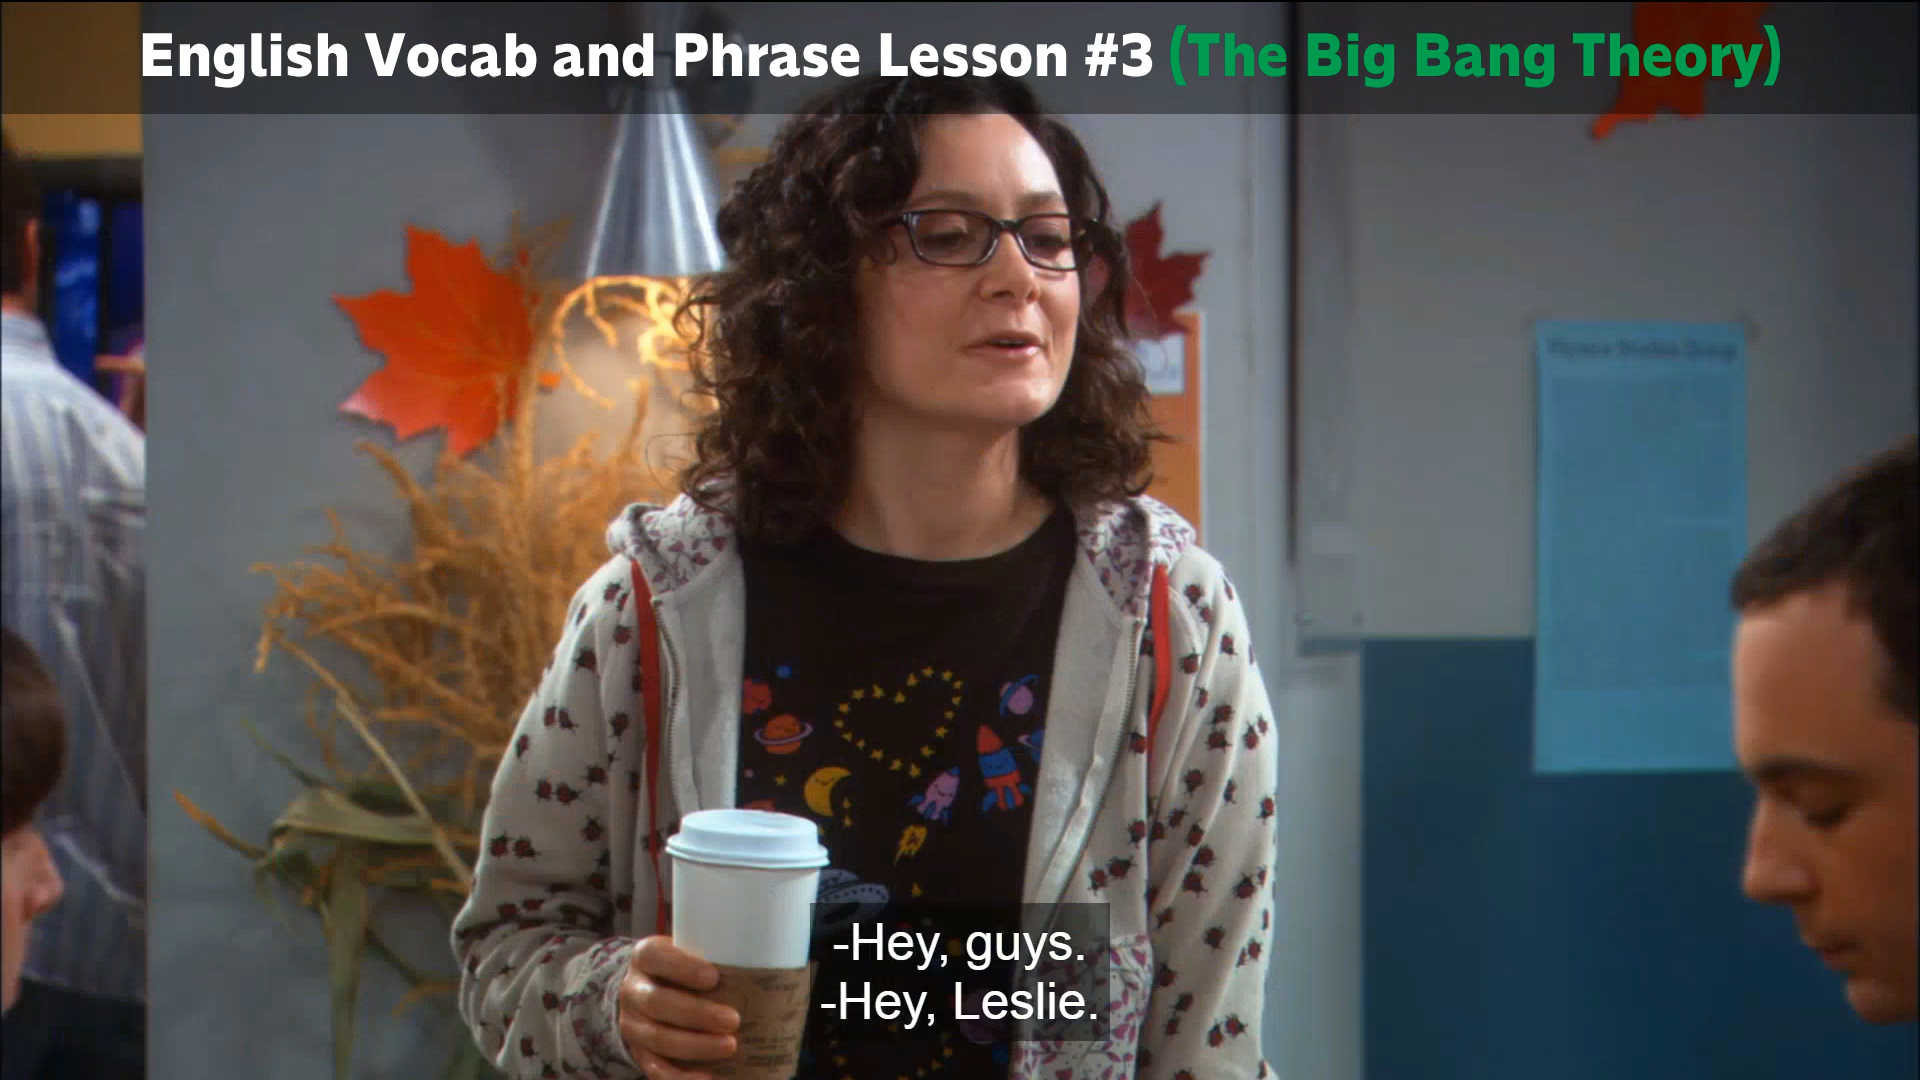 English Vocab and Phrase Lesson #3 (The Big Bang Theory)
-Hey, guys.
-Hey, Leslie.